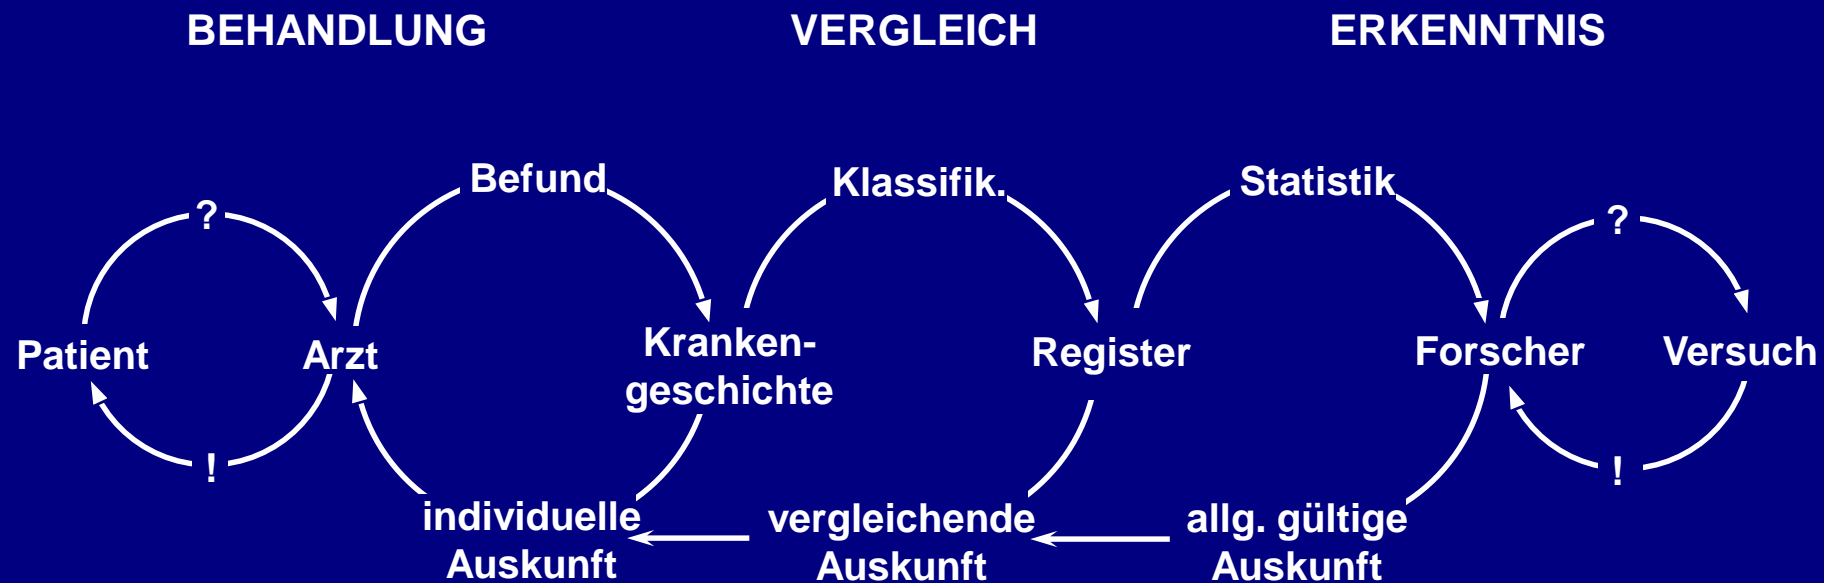 BEHANDLUNG
VERGLEICH
ERKENNTNIS
Befund
Klassifik.
Statistik
?
?
Patient
Arzt
Kranken-
geschichte
Register
Forscher
Versuch
!
!
individuelle
Auskunft
vergleichende
Auskunft
allg. gültige
Auskunft